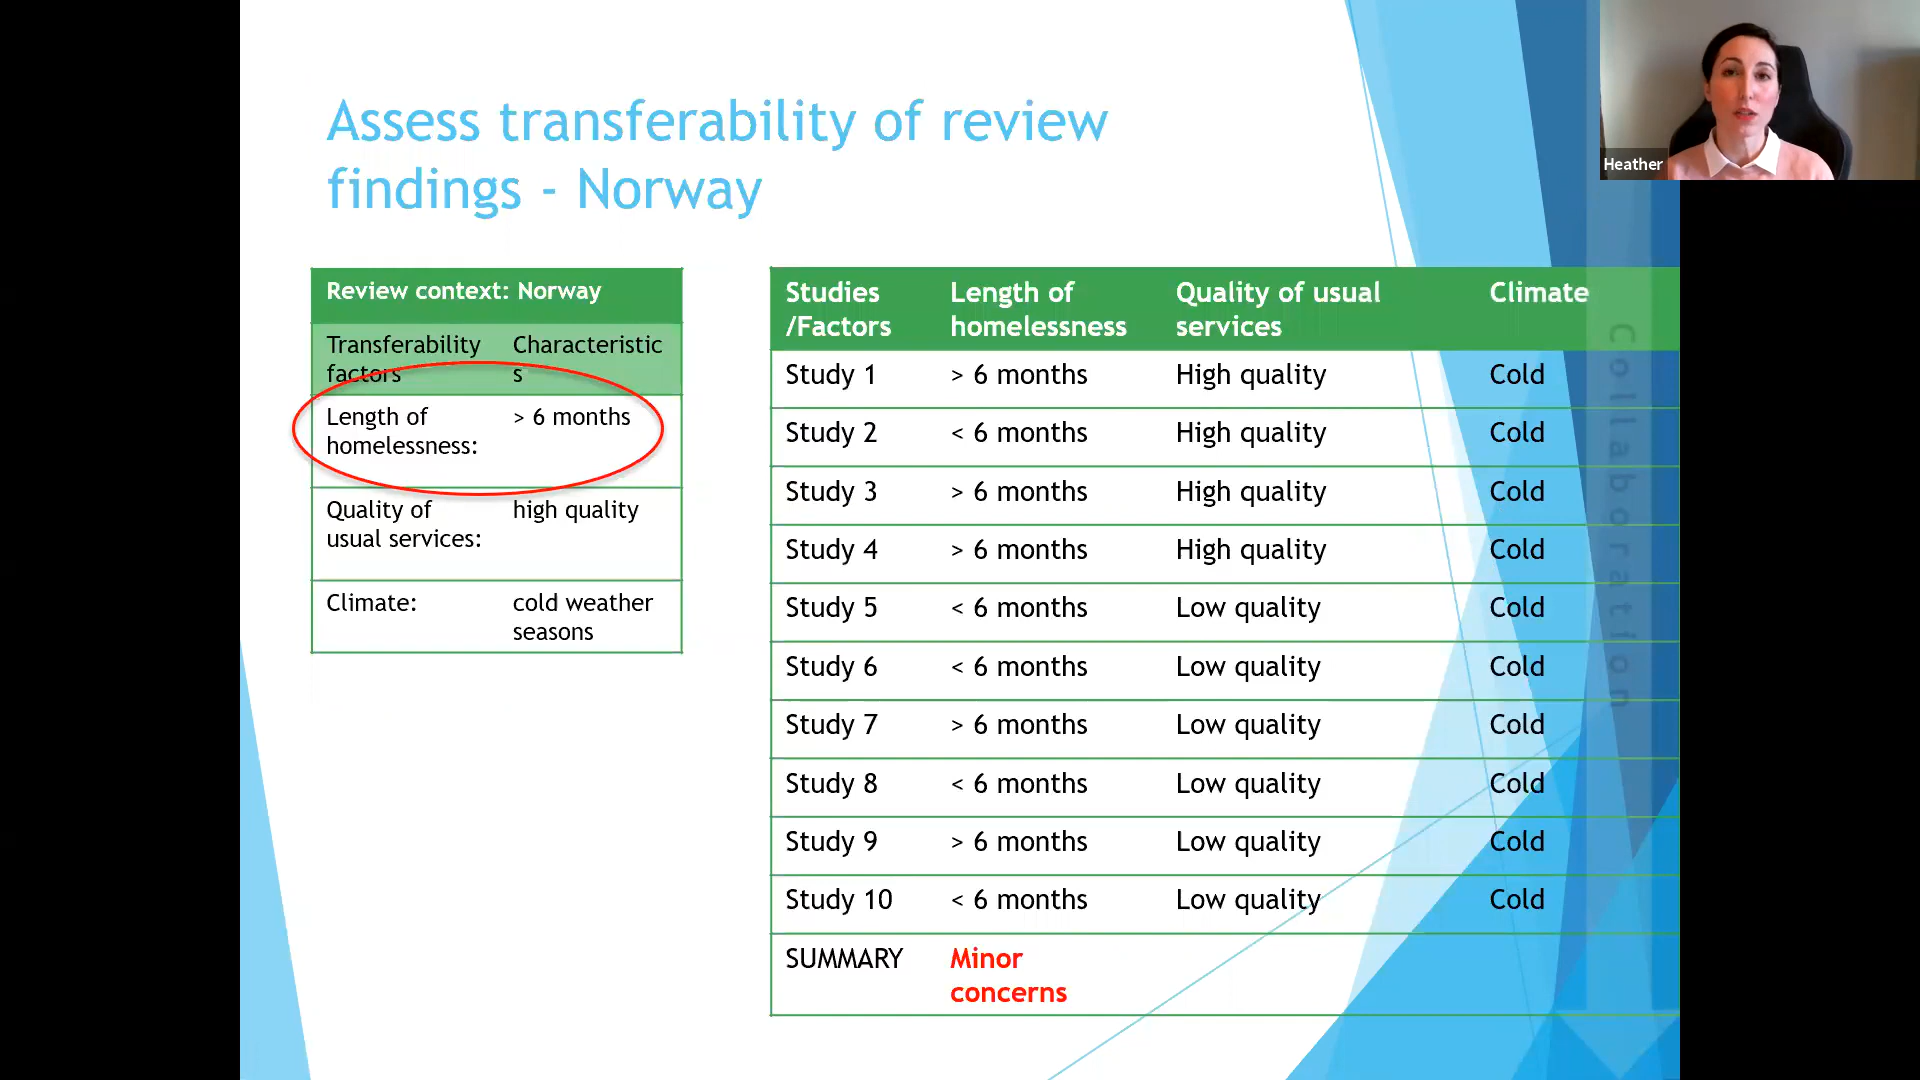 Assess transferability of review
findings - Norway
Heather
Review context: Norway
Transferability factors Characteristics
Length of homelessness: > 6 months
Quality of usual services: high quality
Climate: cold weather seasons
Studies /Factors Length of homelessness Quality of usual services Climate
Study 1 > 6 months High quality Cold
Study 2 < 6 months High quality Cold
Study 3 > 6 months High quality Cold
Study 4 > 6 months High quality Cold
Study 5 < 6 months Low quality Cold
Study 6 < 6 months Low quality Cold
Study 7 > 6 months Low quality Cold
Study 8 < 6 months Low quality Cold
Study 9 > 6 months Low quality Cold
Study 10 < 6 months Low quality Cold
SUMMARY Minor concerns
Collaboration